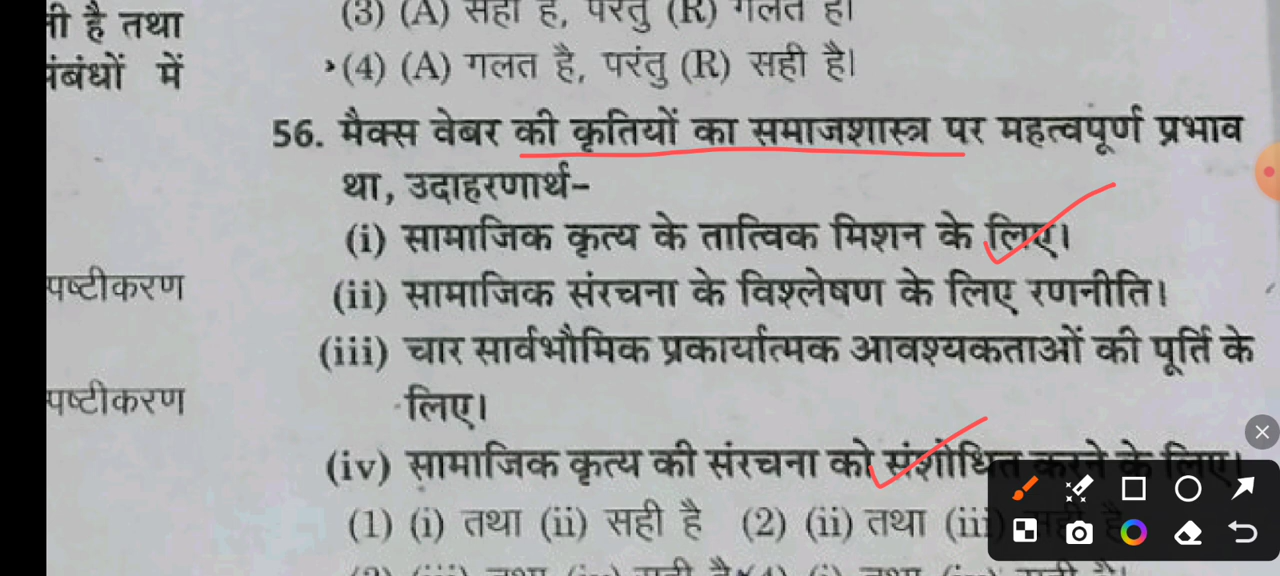 नी है तथा
संबंधों में
(3) (A) सही है, परंतु (R) गलत है।
(4) (A) गलत है, परंतु (R) सही है।
56. मैक्स वेबर की कृतियों का समाजशास्त्र पर महत्वपूर्ण प्रभाव
था, उदाहरणार्थ–
(i) सामाजिक कृत्य के तात्विक मिशन के लिए।
(ii) सामाजिक संरचना के विश्लेषण के लिए रणनीति।
पष्टीकरण
(iii) चार सार्वभौमिक प्रकार्यात्मक आवश्यकताओं की पूर्ति के
लिए।
पष्टीकरण
(iv) सामाजिक कृत्य की संरचना को संशोधित करने के लिए।
(1) (i) तथा (ii) सही है (2) (ii) तथा (iii) सही है